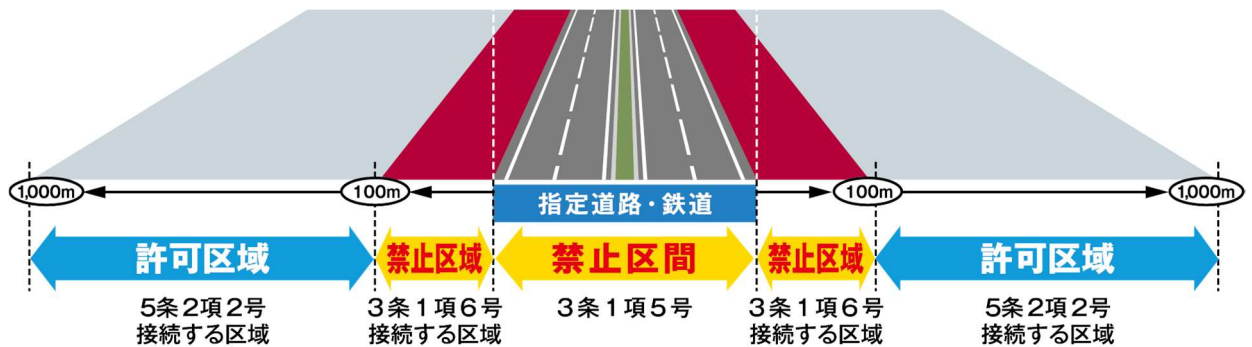 1,000m
100m
100m
1,000m
指定道路・鉄道
許可区域
禁止区域
禁止区間
禁止区域
許可区域
5条2項2号
接続する区域
3条1項6号
接続する区域
3条1項5号
3条1項6号
接続する区域
5条2項2号
接続する区域